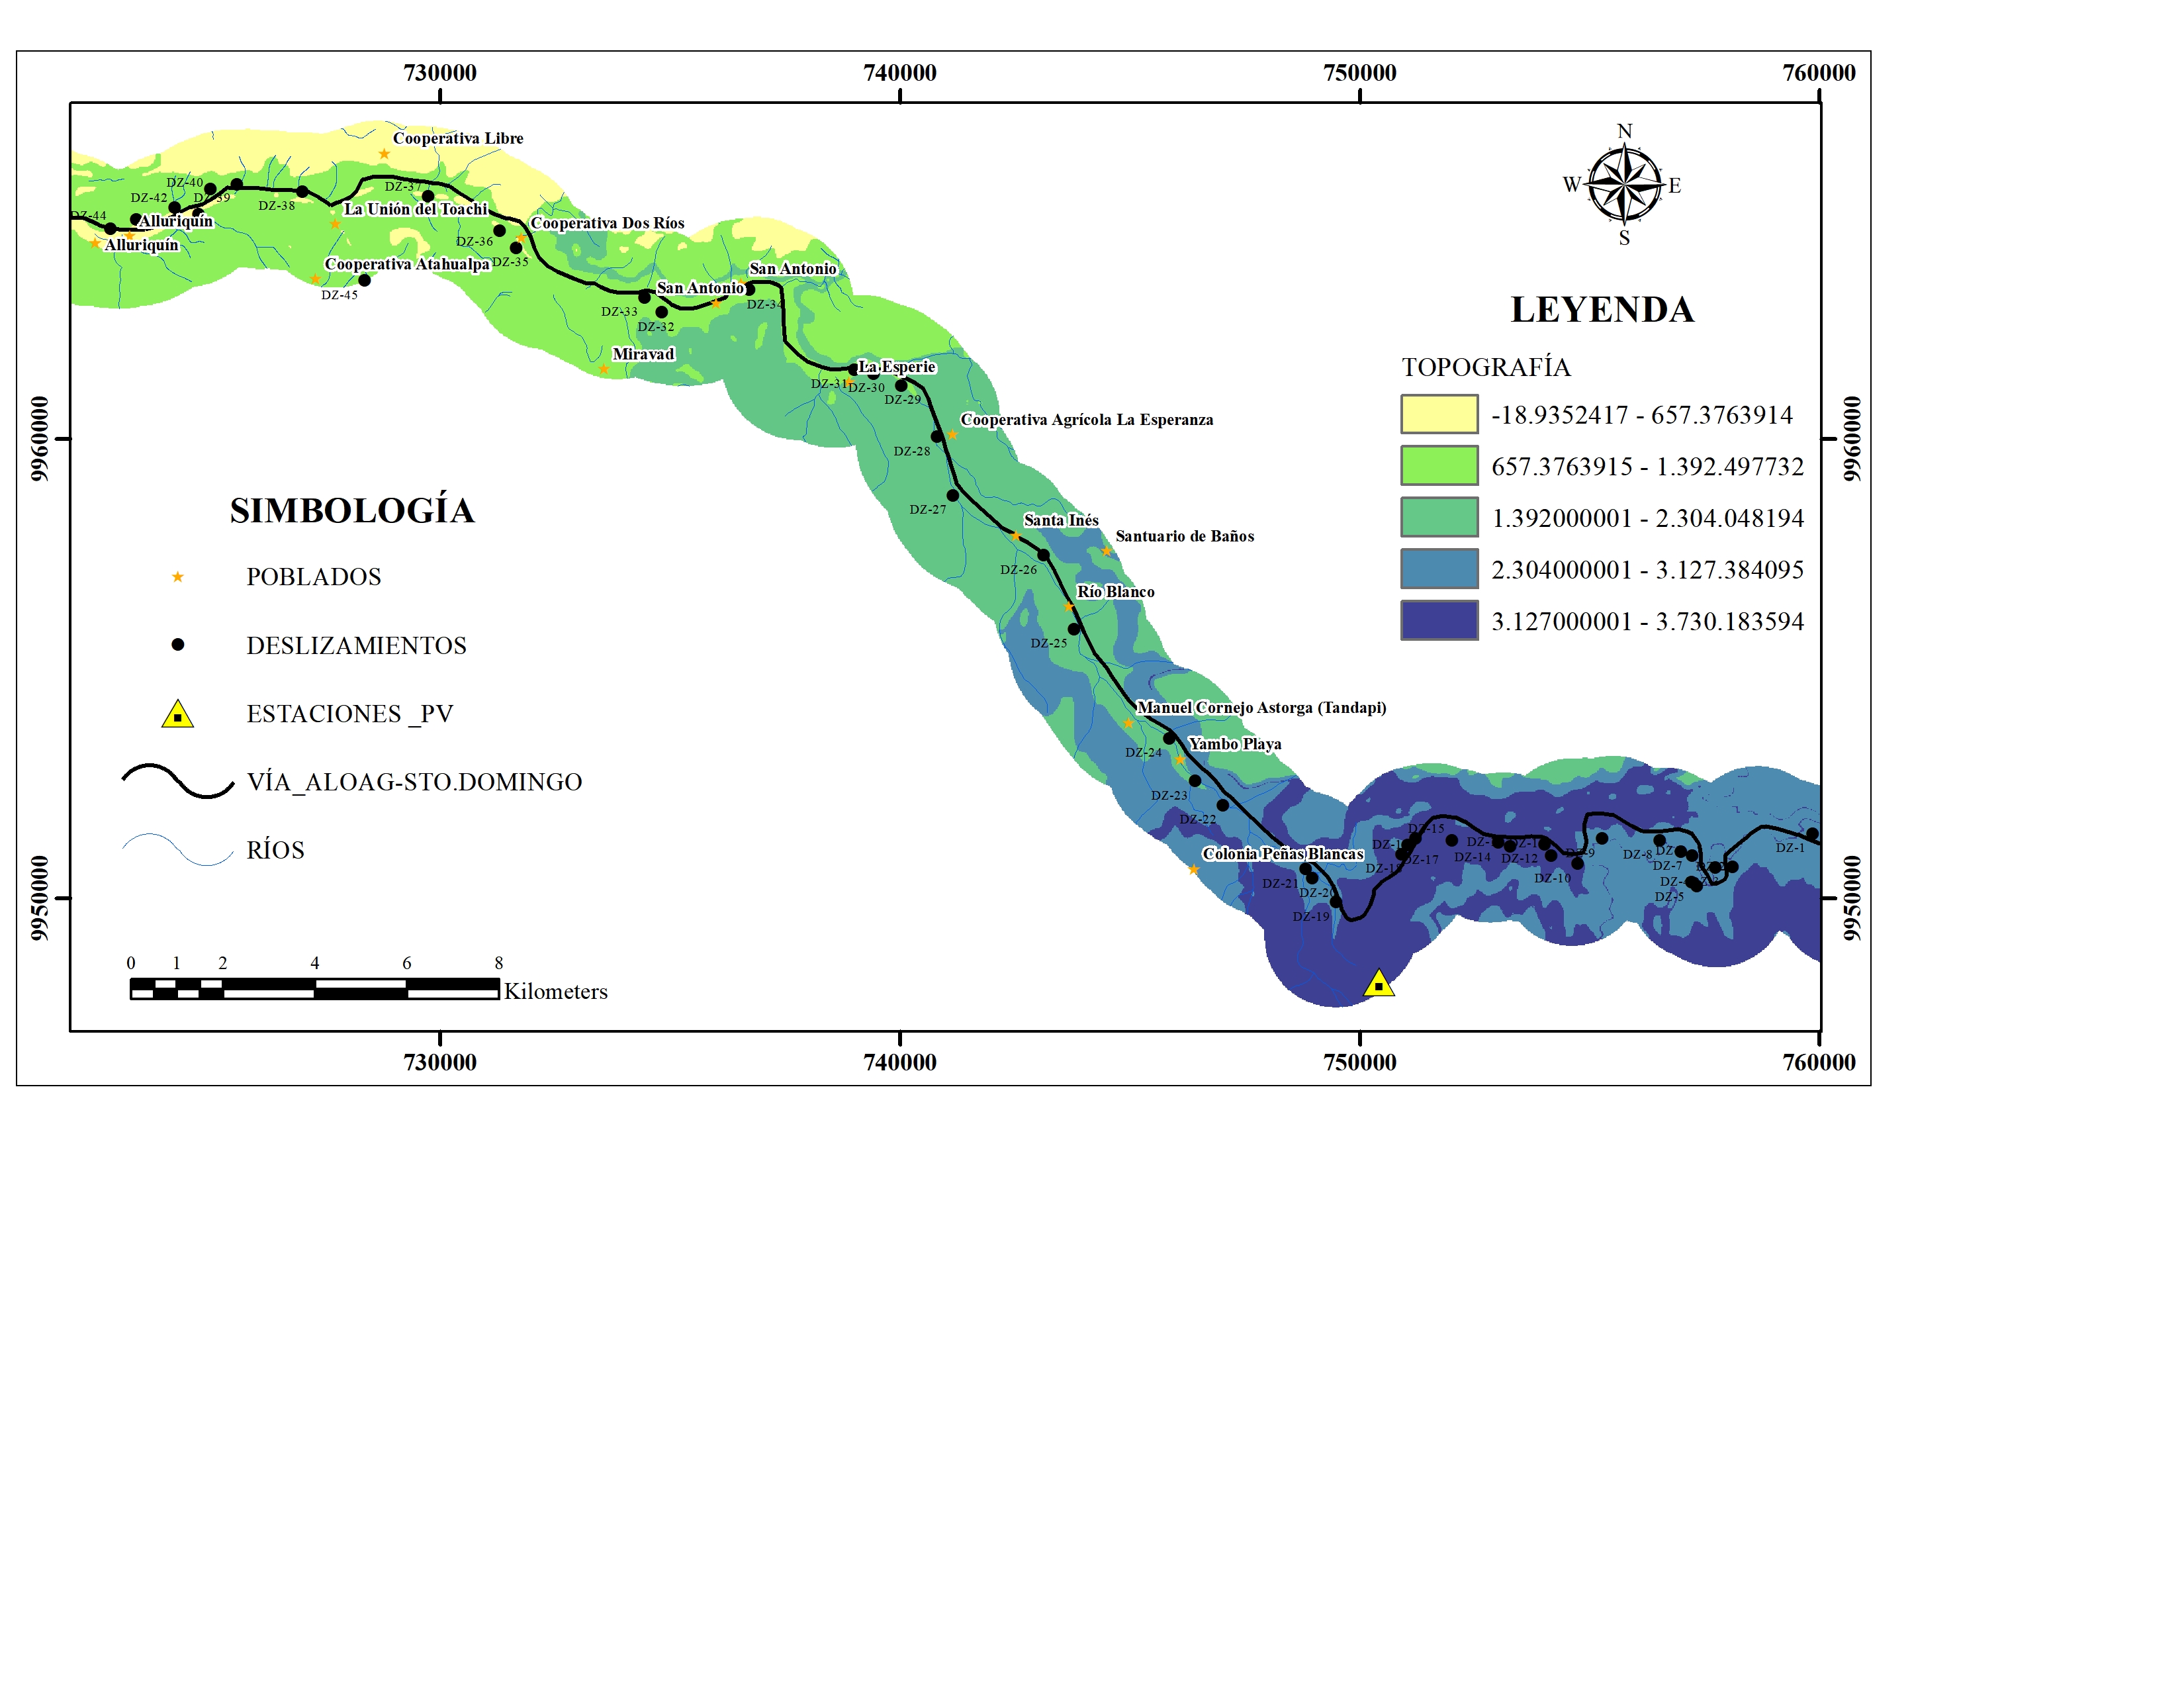 730000 740000 750000 760000
N
W E
S
Cooperativa Libre
DZ-40
DZ-37
DZ-42
DZ-39
DZ-38
La Unión del Toachi
DZ-44
Alluriquín
Cooperativa Dos Ríos
Alluriquín
DZ-36
DZ-35
Cooperativa Atahualpa
San Antonio
DZ-45
San Antonio
DZ-34
DZ-33
DZ-32
Miravad
La Esperie
DZ-31
DZ-30
DZ-29
Cooperativa Agrícola La Esperanza
DZ-28
DZ-27
Santa Inés
Santuario de Baños
DZ-26
Río Blanco
DZ-25
Manuel Cornejo Astorga (Tandapi)
Yambo Playa
DZ-24
DZ-23
DZ-22
Colonia Peñas Blancas
DZ-21
DZ-20
DZ-19
DZ-15
DZ-17
DZ-18
DZ-14
DZ-12
DZ-10
DZ-9
DZ-8
DZ-7
DZ-5
DZ-1
LEYENDA
TOPOGRAFÍA
-18.9352417 - 657.3763914
657.3763915 - 1.392.497732
1.392000001 - 2.304.048194
2.304000001 - 3.127.384095
3.127000001 - 3.730.183594
SIMBOLOGÍA
POBLADOS
DESLIZAMIENTOS
ESTACIONES _PV
VÍA_ALOAG-STO.DOMINGO
RÍOS
0 1 2 4 6 8
Kilometers
9960000
9950000
9960000
9950000
730000 740000 750000 760000